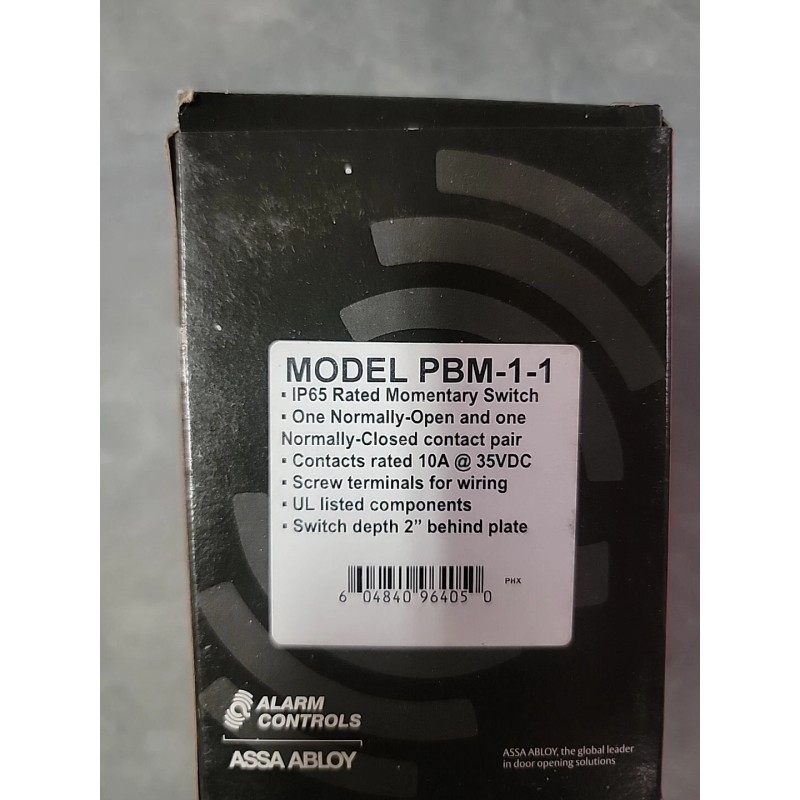 MODEL PBM-1-1
▪ IP65 Rated Momentary Switch
▪ One Normally-Open and one
Normally-Closed contact pair
▪ Contacts rated 10A @ 35VDC
▪ Screw terminals for wiring
▪ UL listed components
▪ Switch depth 2” behind plate
PHX
6 04840 96405 0
ALARM
CONTROLS
ASSA ABLOY
ASSA ABLOY, the global leader
in door opening solutions